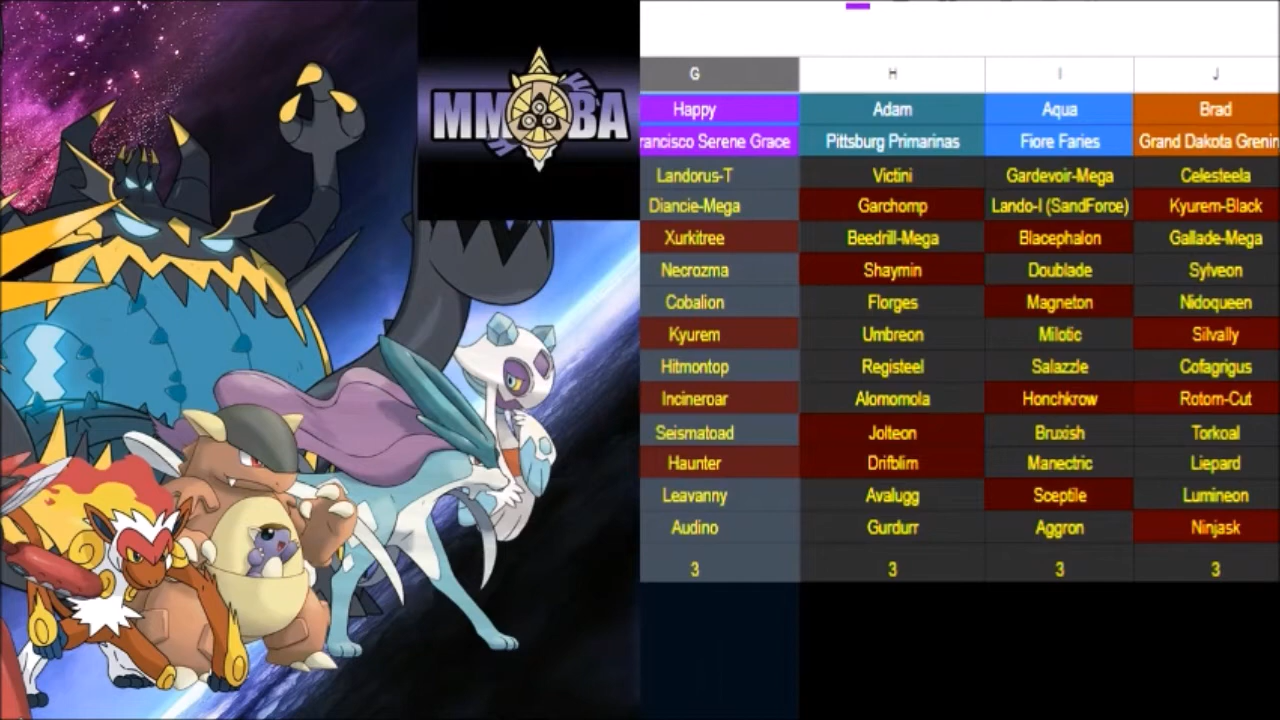 MMBA
G H I J
Happy Adam Aqua Brad
rancisco Serene Grace Pittsburg Primarinas Fiore Faries Grand Dakota Grenin
Landorus-T Victini Gardevoir-Mega Celesteela
Diancie-Mega Garchomp Lando-I (SandForce) Kyurem-Black
Xurkitree Beedrill-Mega Blacephalon Gallade-Mega
Necrozma Shaymin Doublade Sylveon
Cobalion Florges Magneton Nidoqueen
Kyurem Umbreon Milotic Silvally
Hitmontop Registeel Salazzle Cofagrigus
Incineroar Alomomola Honchkrow Rotom-Cut
Seismatoad Jolteon Bruxish Torkoal
Haunter Drifblim Manectric Liepard
Leavanny Avalugg Sceptile Lumineon
Audino Gurdurr Aggron Ninjask
3 3 3 3